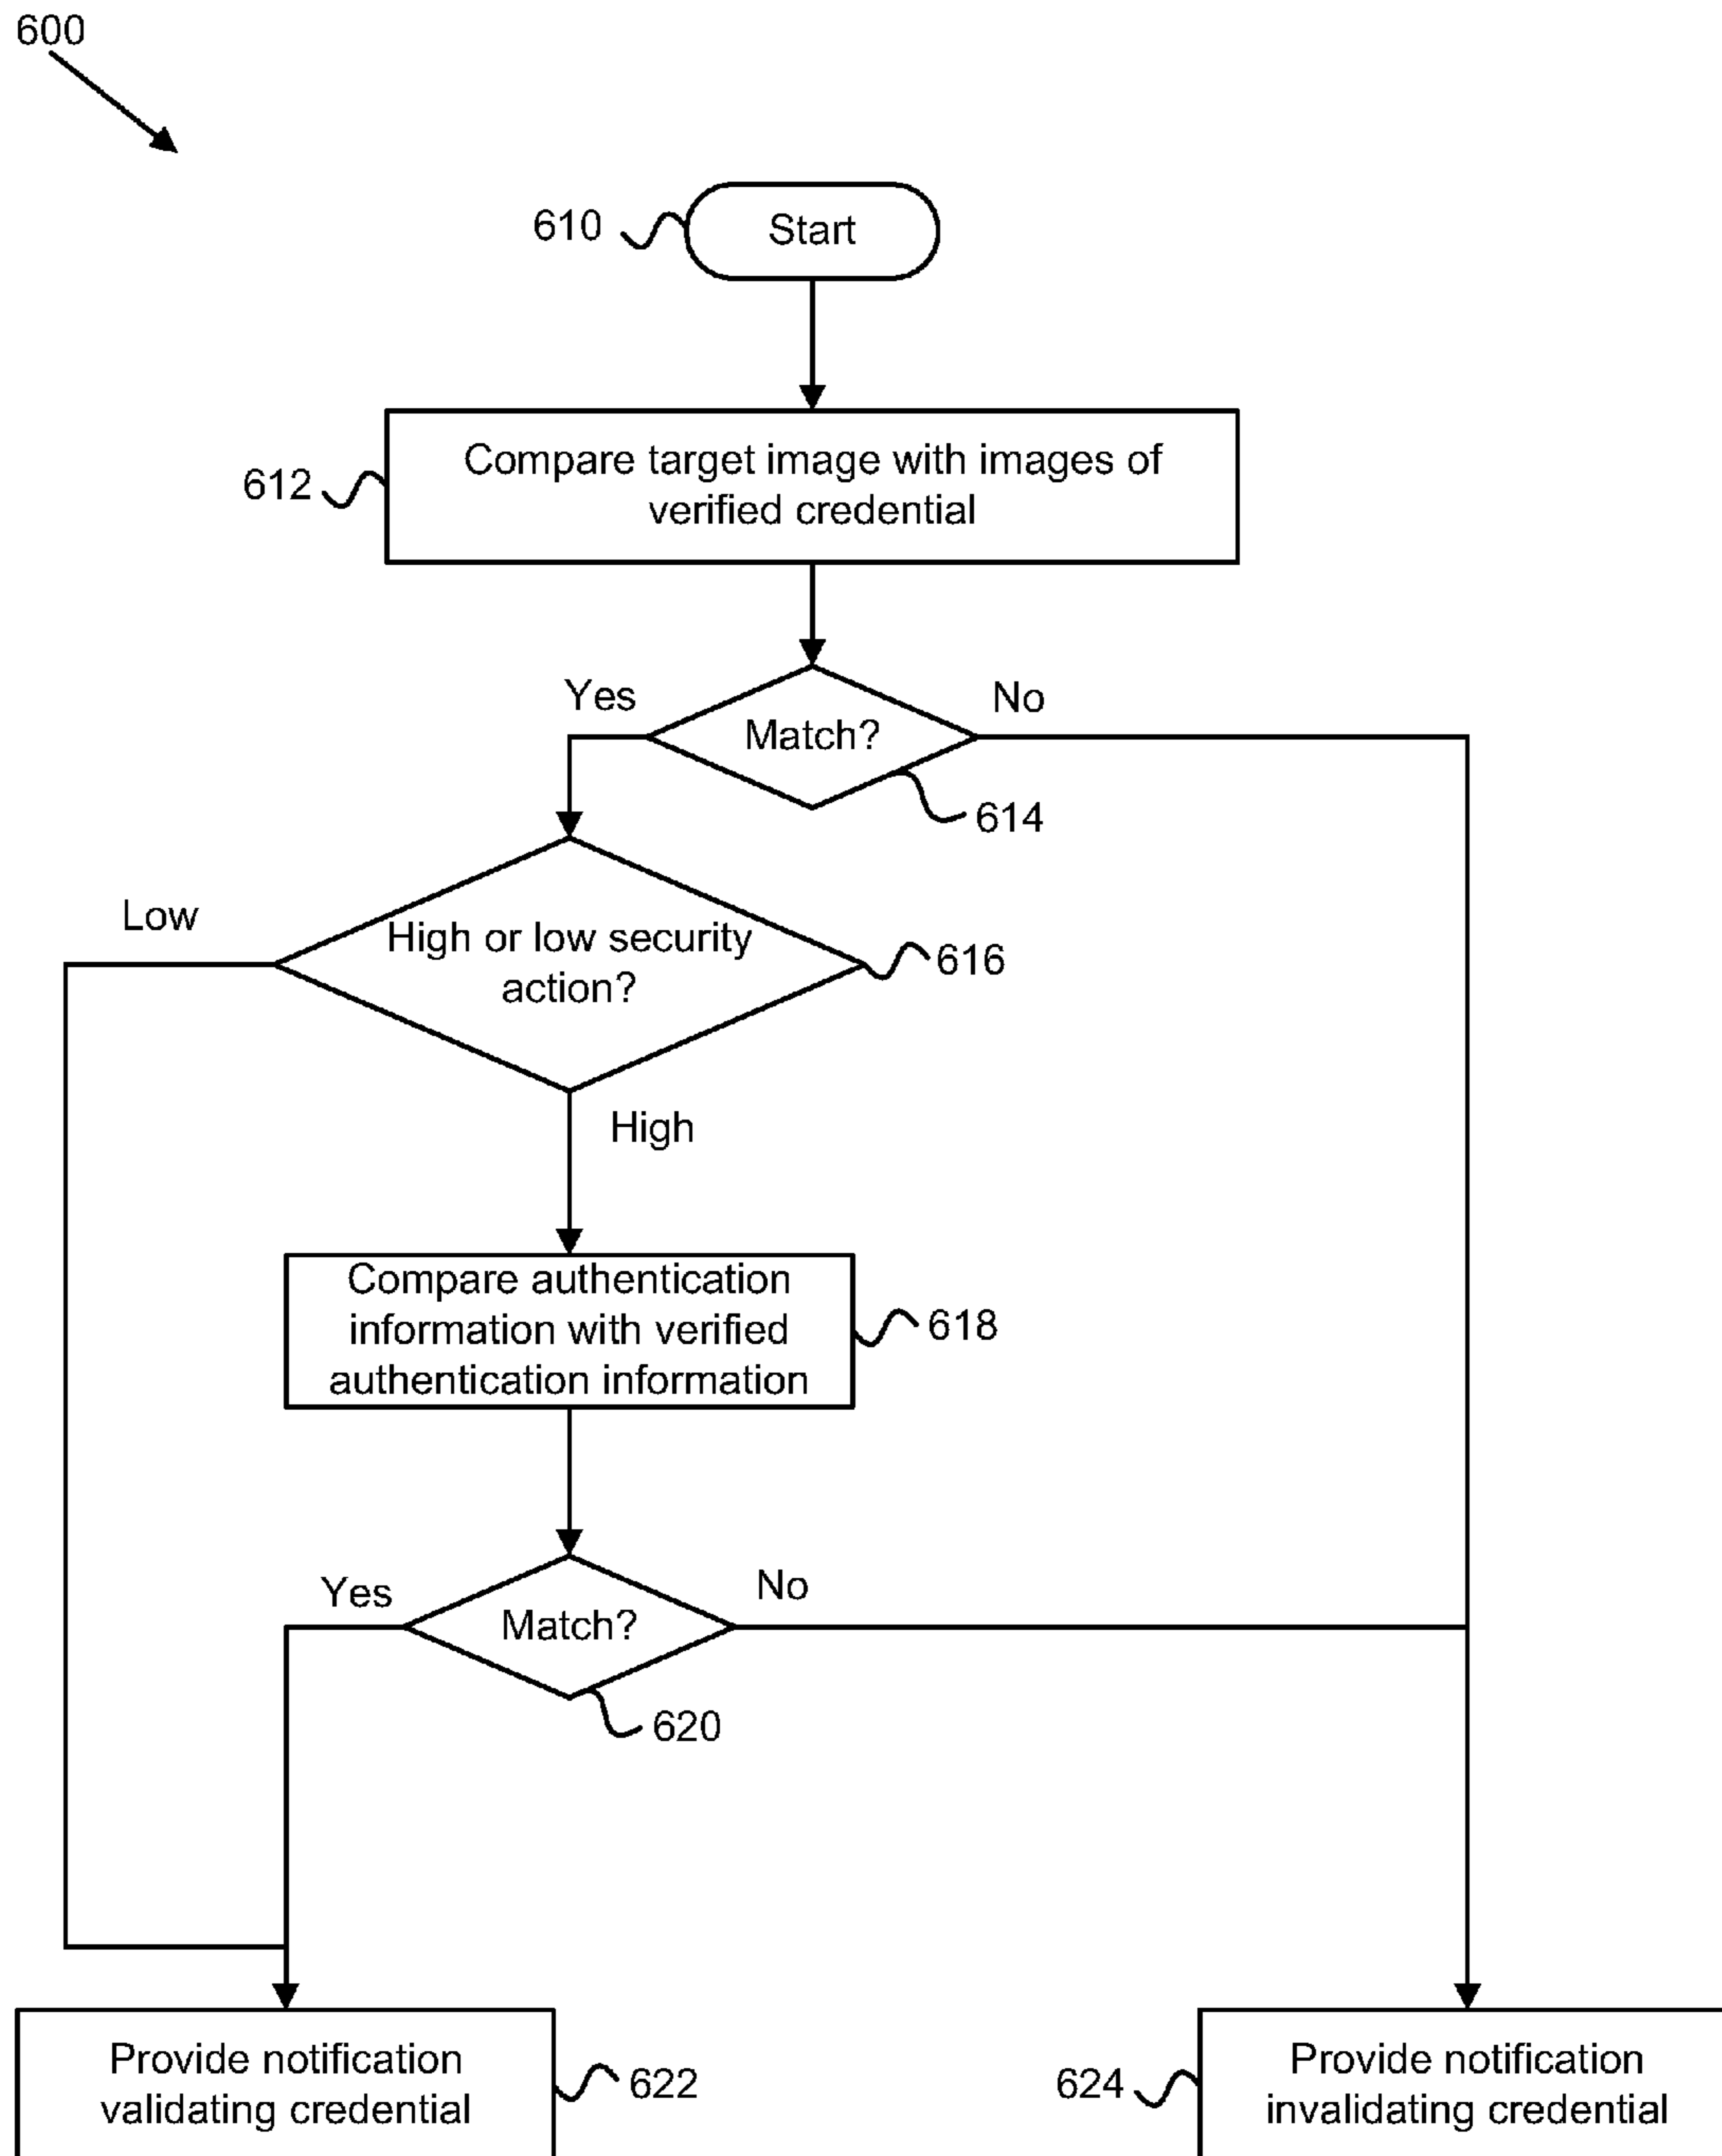 600
610
Start
612
Compare target image with images of
verified credential
Yes
No
Match?
614
Low
High or low security
action?
616
High
Compare authentication
information with verified
authentication information
618
Yes
No
Match?
620
Provide notification
validating credential
622
624
Provide notification
invalidating credential